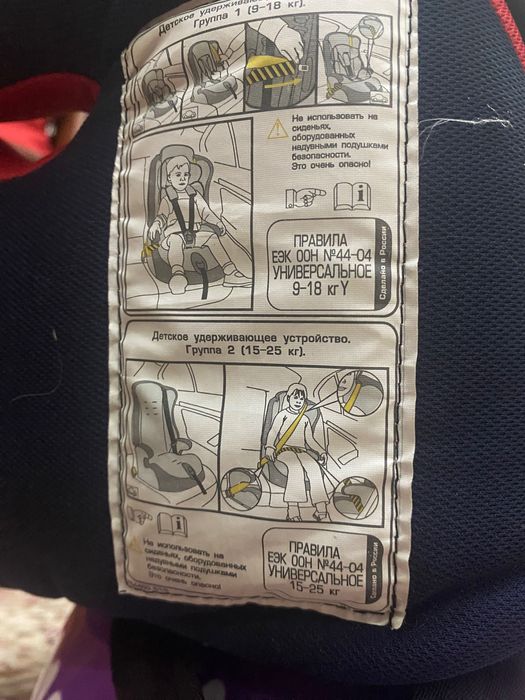 Детское удерживающ
Группа 1 (9-18 кг).
Не использовать на
сиденьях,
оборудованных
надувными подушками
безопасности.
Это очень опасно!
ПРАВИЛА
ЕЭК ООН №44-04
УНИВЕРСАЛЬНОЕ
9-18 кг Y
Сделано в России
Детское удерживающее устройство.
Группа 2 (15-25 кг).
Не использовать на
сиденьях, оборудованных
надувными подушками
безопасности.
Это очень опасно!
ПРАВИЛА
ЕЭК ООН №44-04
УНИВЕРСАЛЬНОЕ
15-25 кг
Сделано в России